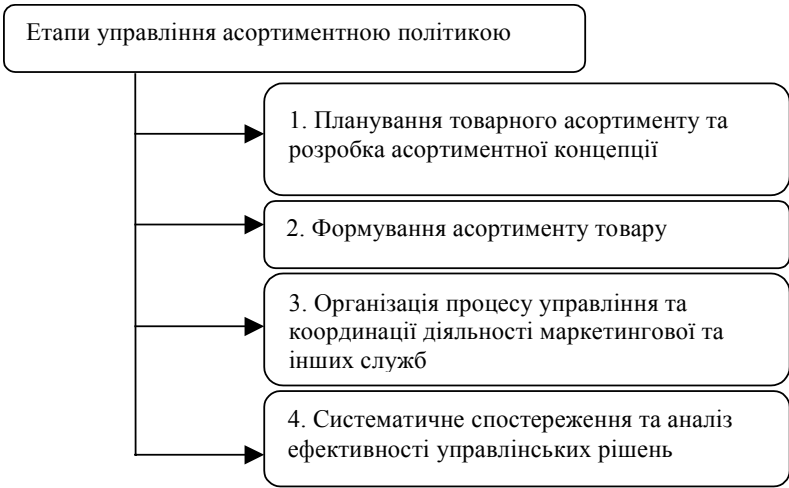 Етапи управління асортиментною політикою
1. Планування товарного асортименту та
розробка асортиментної концепції
2. Формування асортименту товару
3. Організація процесу управління та
координації діяльності маркетингової та
інших служб
4. Систематичне спостереження та аналіз
ефективності управлінських рішень